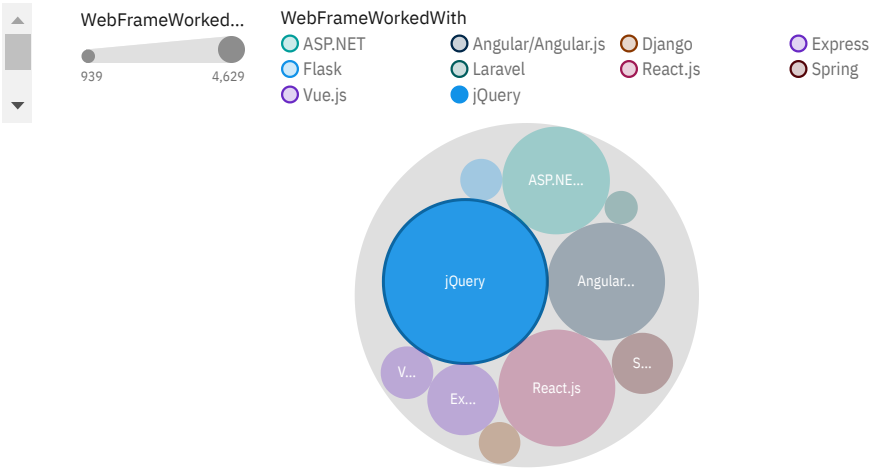 WebFrameWorked...
939
4,629
WebFrameWorkedWith
ASP.NET
Angular/Angular.js
Django
Express
Flask
Laravel
React.js
Spring
Vue.js
jQuery
ASP.NE...
jQuery
Angular...
V...
Ex...
React.js
S...